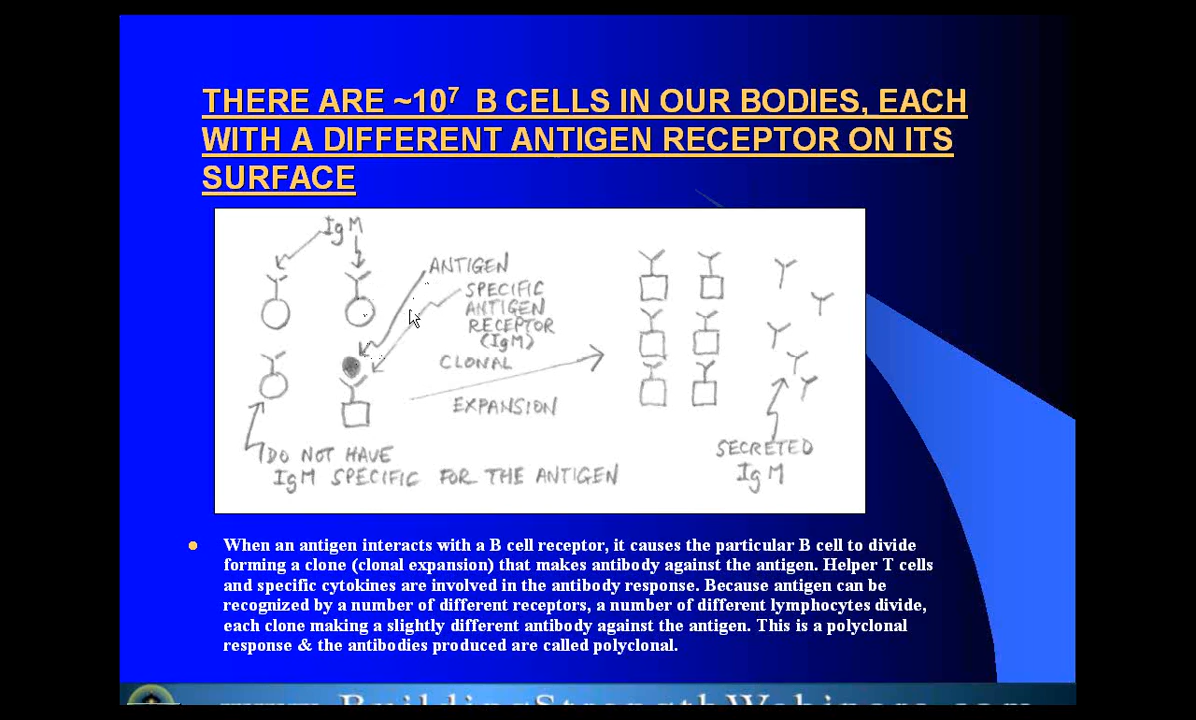 THERE ARE ~10⁷ B CELLS IN OUR BODIES, EACH
WITH A DIFFERENT ANTIGEN RECEPTOR ON ITS
SURFACE
IgM
ANTIGEN
SPECIFIC
ANTIGEN
RECEPTOR
(IgM)
CLONAL
EXPANSION
DO NOT HAVE
IgM SPECIFIC FOR THE ANTIGEN
SECRETED
IgM
When an antigen interacts with a B cell receptor, it causes the particular B cell to divide
forming a clone (clonal expansion) that makes antibody against the antigen. Helper T cells
and specific cytokines are involved in the antibody response. Because antigen can be
recognized by a number of different receptors, a number of different lymphocytes divide,
each clone making a slightly different antibody against the antigen. This is a polyclonal
response & the antibodies produced are called polyclonal.
www.BuildingStrengthWebinars.com